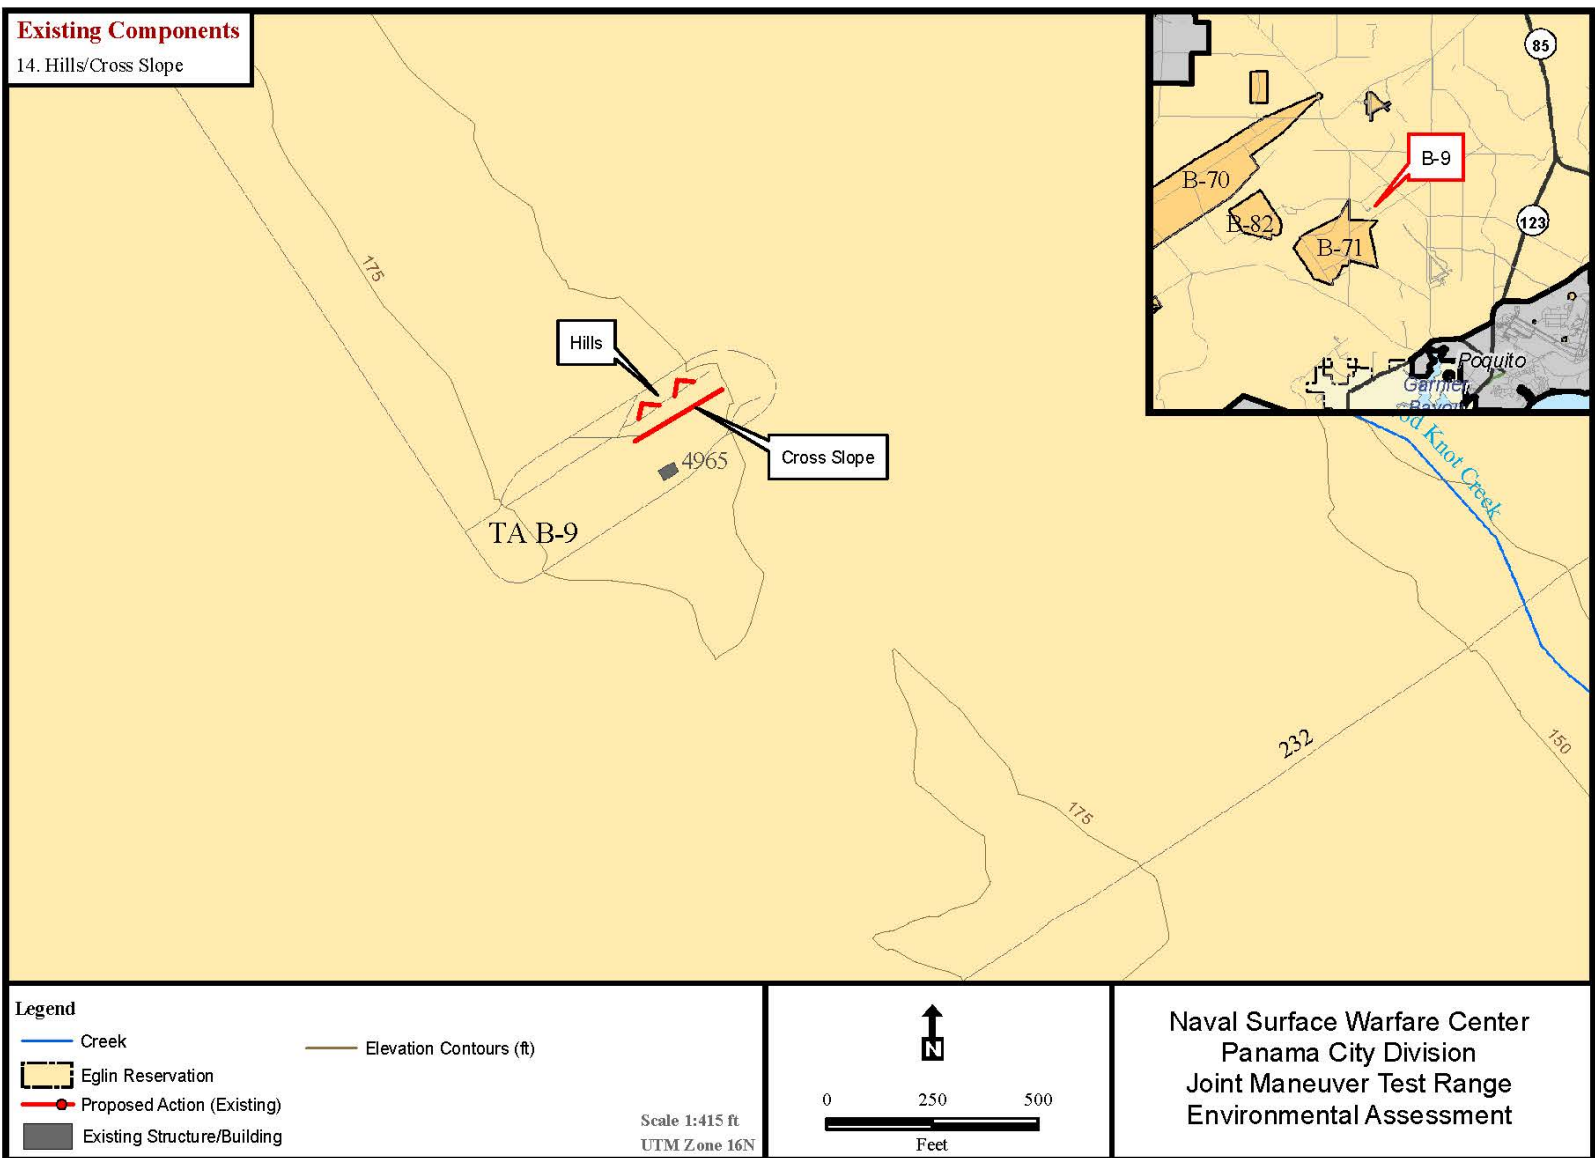 Existing Components
14. Hills/Cross Slope
85
B-9
B-70
B-82
B-71
123
Poquito
Garnier
Bayou
Knot Creek
175
Hills
Cross Slope
4965
TA B-9
232
150
175
Legend
Creek
Eglin Reservation
Proposed Action (Existing)
Existing Structure/Building
Elevation Contours (ft)
Scale 1:415 ft
UTM Zone 16N
N
0 250 500
Feet
Naval Surface Warfare Center
Panama City Division
Joint Maneuver Test Range
Environmental Assessment